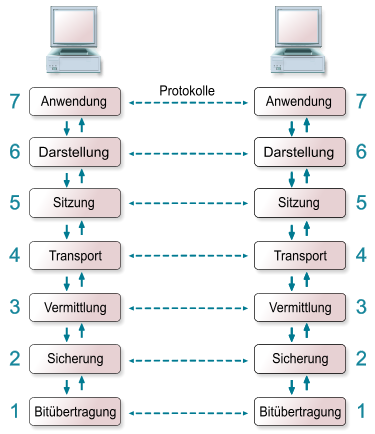 Protokolle
7 Anwendung Anwendung 7
6 Darstellung Darstellung 6
5 Sitzung Sitzung 5
4 Transport Transport 4
3 Vermittlung Vermittlung 3
2 Sicherung Sicherung 2
1 Bitübertragung Bitübertragung 1